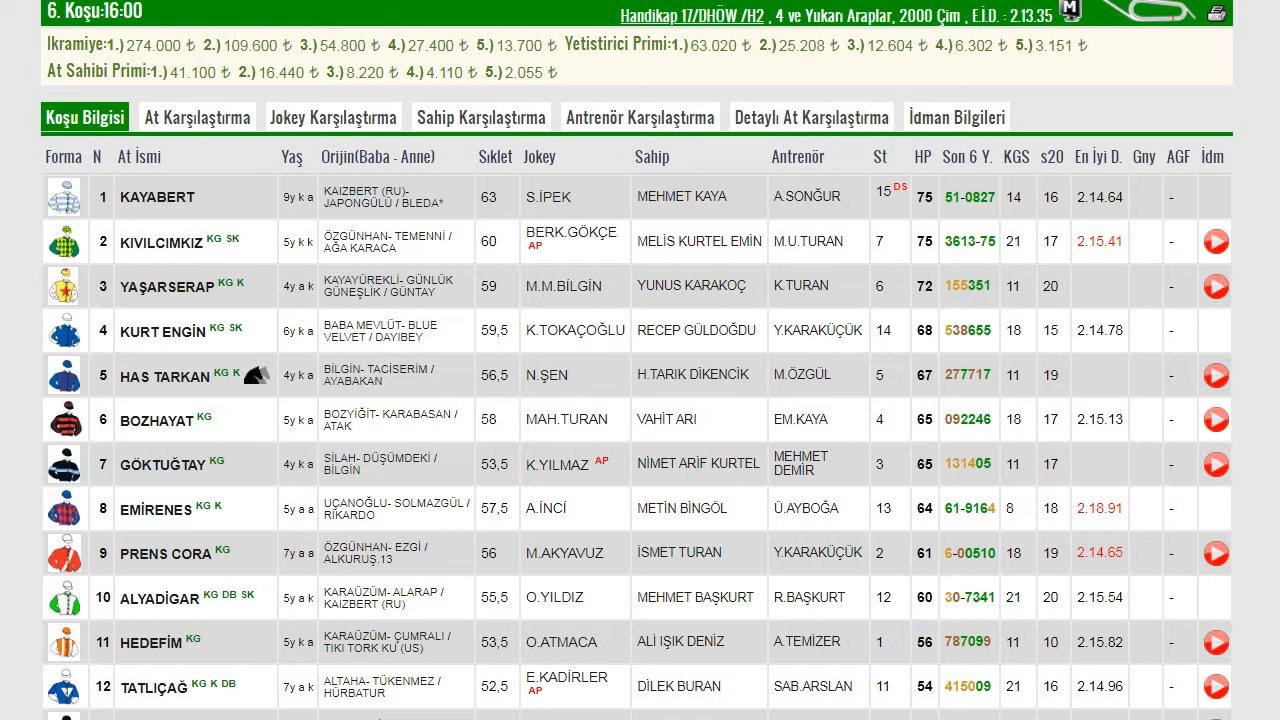 6. Koşu:16:00
Handikap 17/DHÖW /H2 , 4 ve Yukarı Araplar, 2000 Çim , E.İ.D. : 2.13.35
M
Ikramiye:1.) 274.000 ₺ 2.) 109.600 ₺ 3.) 54.800 ₺ 4.) 27.400 ₺ 5.) 13.700 ₺ Yetistirici Primi:1.) 63.020 ₺ 2.) 25.208 ₺ 3.) 12.604 ₺ 4.) 6.302 ₺ 5.) 3.151 ₺
At Sahibi Primi:1.) 41.100 ₺ 2.) 16.440 ₺ 3.) 8.220 ₺ 4.) 4.110 ₺ 5.) 2.055 ₺
Koşu Bilgisi At Karşılaştırma Jokey Karşılaştırma Sahip Karşılaştırma Antrenör Karşılaştırma Detaylı At Karşılaştırma İdman Bilgileri
Forma N At İsmi Yaş Orijin(Baba - Anne) Sıklet Jokey Sahip Antrenör St HP Son 6 Y. KGS s20 En İyi D. Gny AGF İdm
1 KAYABERT 9y k a KAIZBERT (RU)- JAPONGÜLÜ / BLEDA* 63 S.İPEK MEHMET KAYA A.SONĞUR 15 DS 75 51-0827 14 16 2.14.64 -
2 KIVILCIMKIZ KG SK 5y k k ÖZGÜNHAN- TEMENNİ / AĞA KARACA 60 BERK.GÖKÇE AP MELİS KURTEL EMİN M.U.TURAN 7 75 3613-75 21 17 2.15.41 -
3 YAŞARSERAP KG K 4y a k KAYAYÜREKLİ- GÜNLÜK GÜNEŞLİK / GÜNTAY 59 M.M.BİLGİN YUNUS KARAKOÇ K.TURAN 6 72 155351 11 20 -
4 KURT ENGİN KG SK 6y k a BABA MEVLÜT- BLUE VELVET / DAYIBEY 59,5 K.TOKAÇOĞLU RECEP GÜLDOĞDU Y.KARAKÜÇÜK 14 68 538655 18 15 2.14.78 -
5 HAS TARKAN KG K 4y k a BİLGİN- TACİSERİM / AYABAKAN 56,5 N.ŞEN H.TARIK DİKENCİK M.ÖZGÜL 5 67 277717 11 19 -
6 BOZHAYAT KG 5y k a BOZYİĞİT- KARABASAN / ATAK 58 MAH.TURAN VAHİT ARI EM.KAYA 4 65 092246 18 17 2.15.13 -
7 GÖKTUĞTAY KG 4y k a SİLAH- DÜŞÜMDEKİ / BİLGİN 53,5 K.YILMAZ AP NİMET ARİF KURTEL MEHMET DEMİR 3 65 131405 11 17 -
8 EMİRENES KG K 5y a a UÇANOĞLU- SOLMAZGÜL / RİKARDO 57,5 A.İNCİ METİN BİNGÖL Ü.AYBOĞA 13 64 61-9164 8 18 2.18.91 -
9 PRENS CORA KG 7y a a ÖZGÜNHAN- EZGİ / ALKURUŞ.13 56 M.AKYAVUZ İSMET TURAN Y.KARAKÜÇÜK 2 61 6-00510 18 19 2.14.65 -
10 ALYADİGAR KG DB SK 5y a k KARAÜZÜM- ALARAP / KAIZBERT (RU) 55,5 O.YILDIZ MEHMET BAŞKURT R.BAŞKURT 12 60 30-7341 21 20 2.15.54 -
11 HEDEFİM KG 5y k a KARAÜZÜM- ÇUMRALI / TIKI TORK KU (US) 53,5 O.ATMACA ALİ IŞIK DENİZ A.TEMİZER 1 56 787099 11 10 2.15.82 -
12 TATLIÇAĞ KG K DB 7y a k ALTAHA- TÜKENMEZ / HÜRBATUR 52,5 E.KADİRLER AP DİLEK BURAN SAB.ARSLAN 11 54 415009 21 16 2.14.96 -